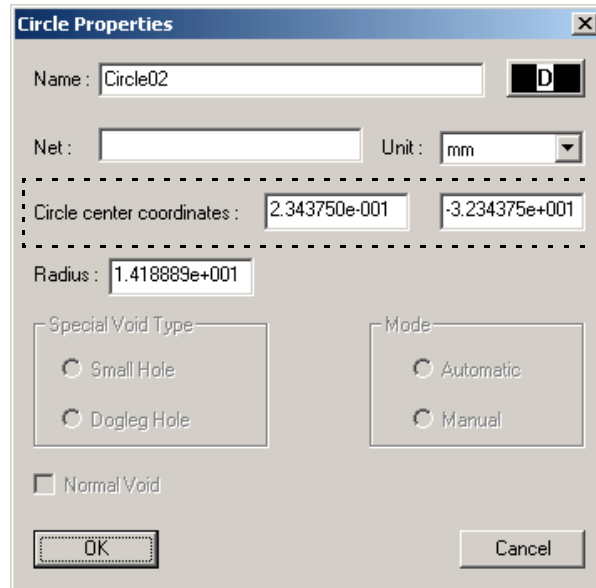 Circle Properties
Name : Circle02 D
Net : Unit : mm
Circle center coordinates : 2.343750e-001 -3.234375e+001
Radius : 1.418889e+001
Special Void Type Mode
Small Hole Automatic
Dogleg Hole Manual
Normal Void
OK Cancel